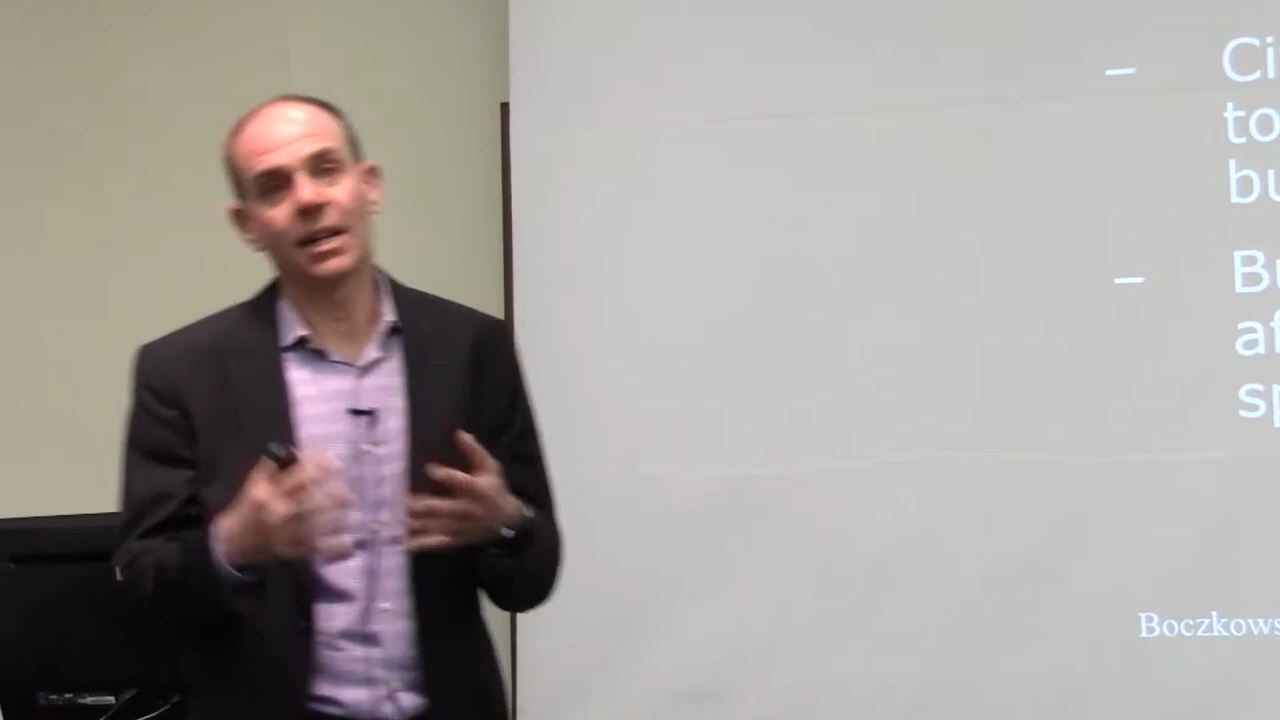 – Ci
to
bu
– Bu
af
sp
Boczkows